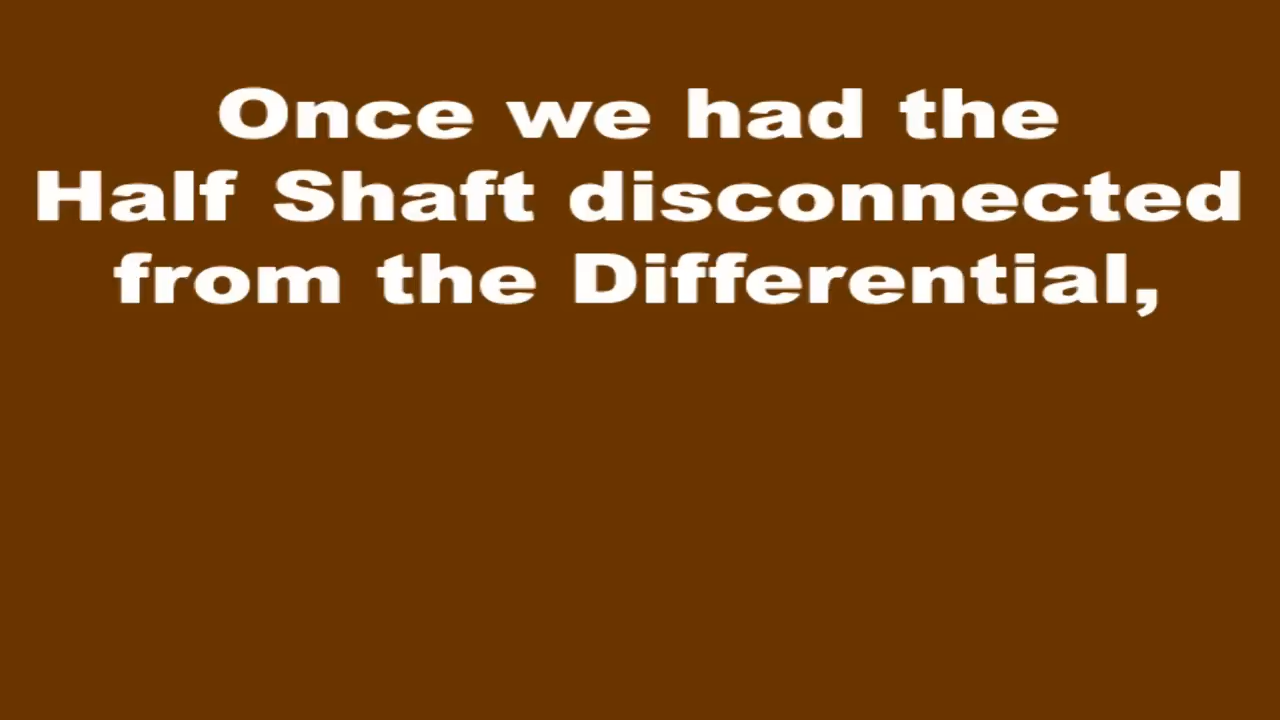 Once we had the
Half Shaft disconnected
from the Differential,